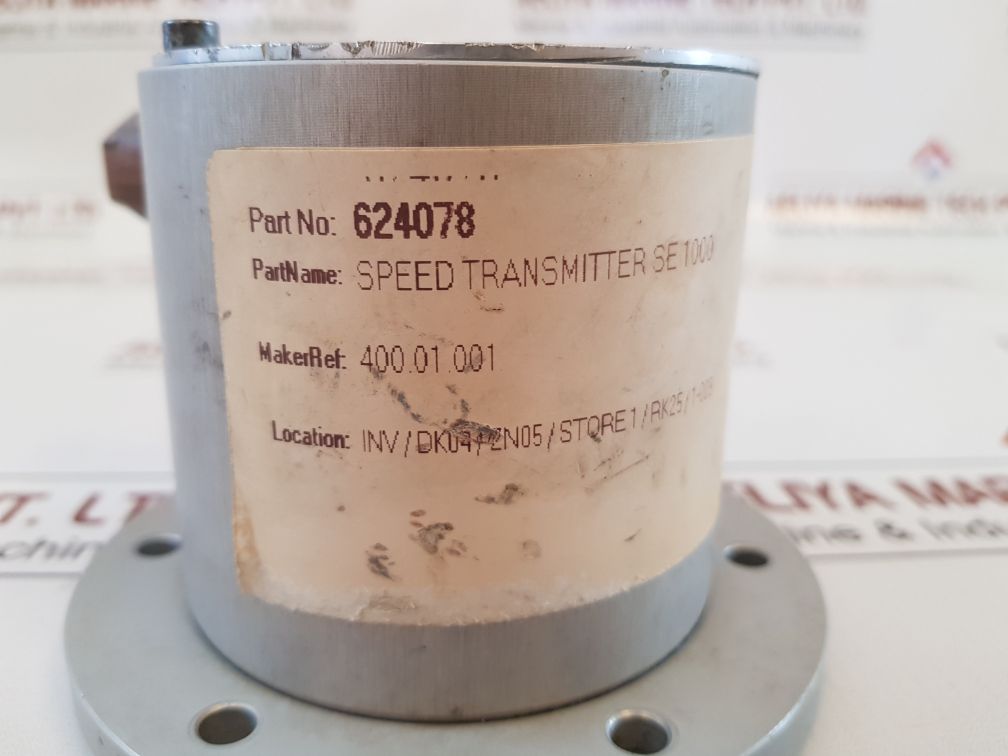 Part No: 624078
PartName: SPEED TRANSMITTER SE 1000
MakerRef: 400.01.001
Location: INV / DK04 / ZN05 / STORE 1 / RK25 /